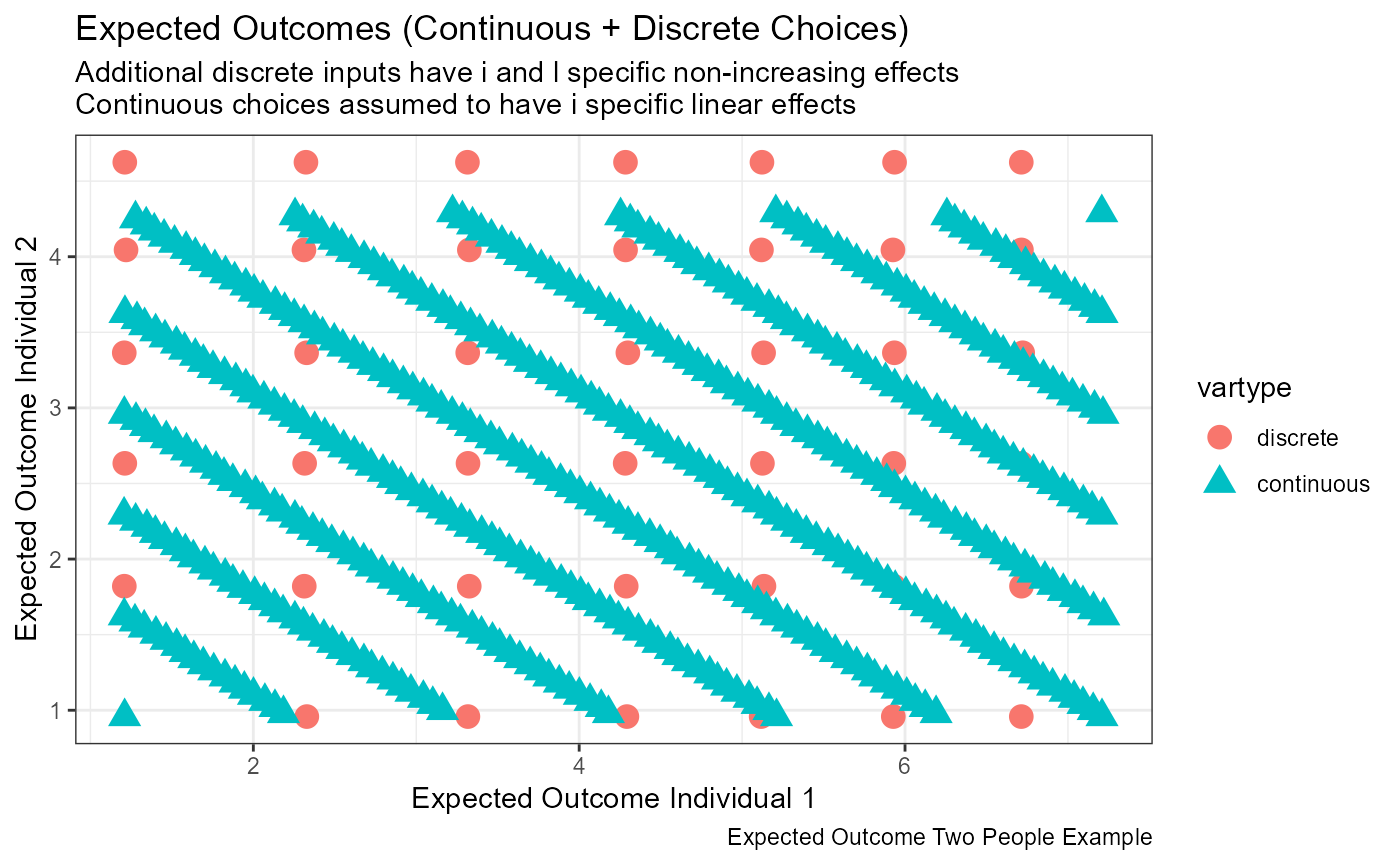 Expected Outcomes (Continuous + Discrete Choices)
Additional discrete inputs have i and l specific non-increasing effects
Continuous choices assumed to have i specific linear effects
Expected Outcome Individual 2
4
3
2
1
2
4
6
Expected Outcome Individual 1
Expected Outcome Two People Example
vartype
discrete
continuous